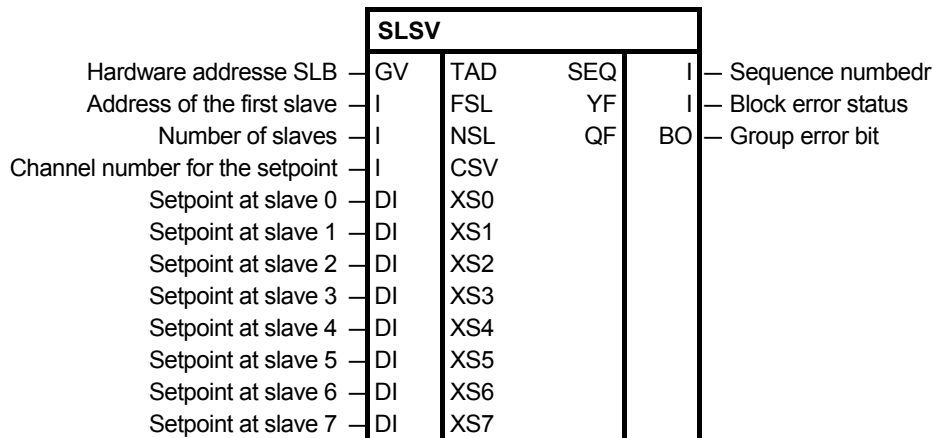 SLSV
Hardware addresse SLB GV TAD SEQ I Sequence numbedr
Address of the first slave I FSL YF I Block error status
Number of slaves I NSL QF BO Group error bit
Channel number for the setpoint I CSV
Setpoint at slave 0 DI XS0
Setpoint at slave 1 DI XS1
Setpoint at slave 2 DI XS2
Setpoint at slave 3 DI XS3
Setpoint at slave 4 DI XS4
Setpoint at slave 5 DI XS5
Setpoint at slave 6 DI XS6
Setpoint at slave 7 DI XS7